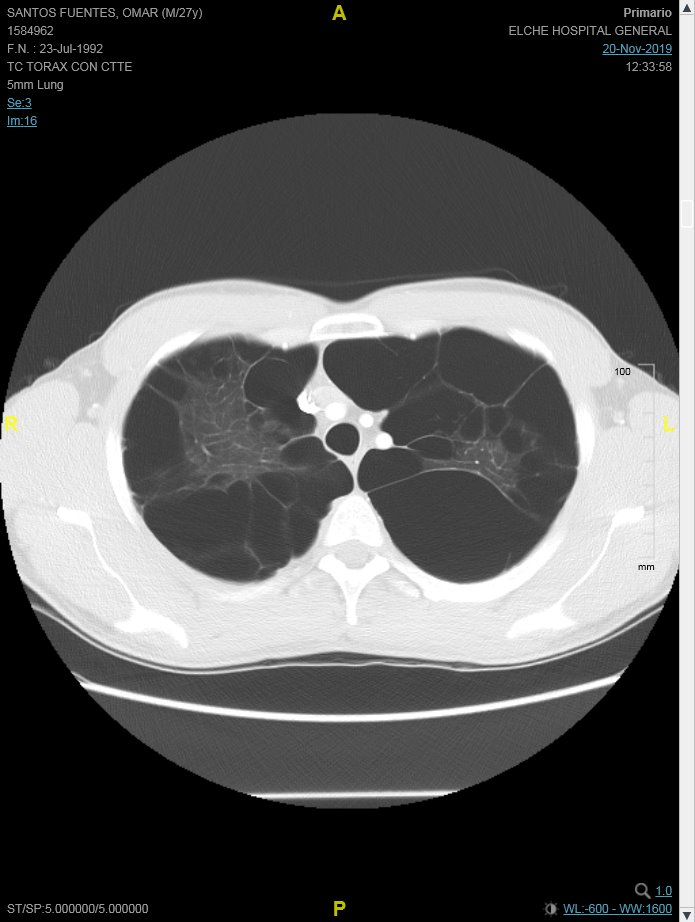 SANTOS FUENTES, OMAR (M/27y)
1584962
F.N. : 23-Jul-1992
TC TORAX CON CTTE
5mm Lung
Se:3
Im:16
A
Primario
ELCHE HOSPITAL GENERAL
20-Nov-2019
12:33:58
100
R
L
mm
1.0
ST/SP:5.000000/5.000000
P
WL:-600 - WW:1600